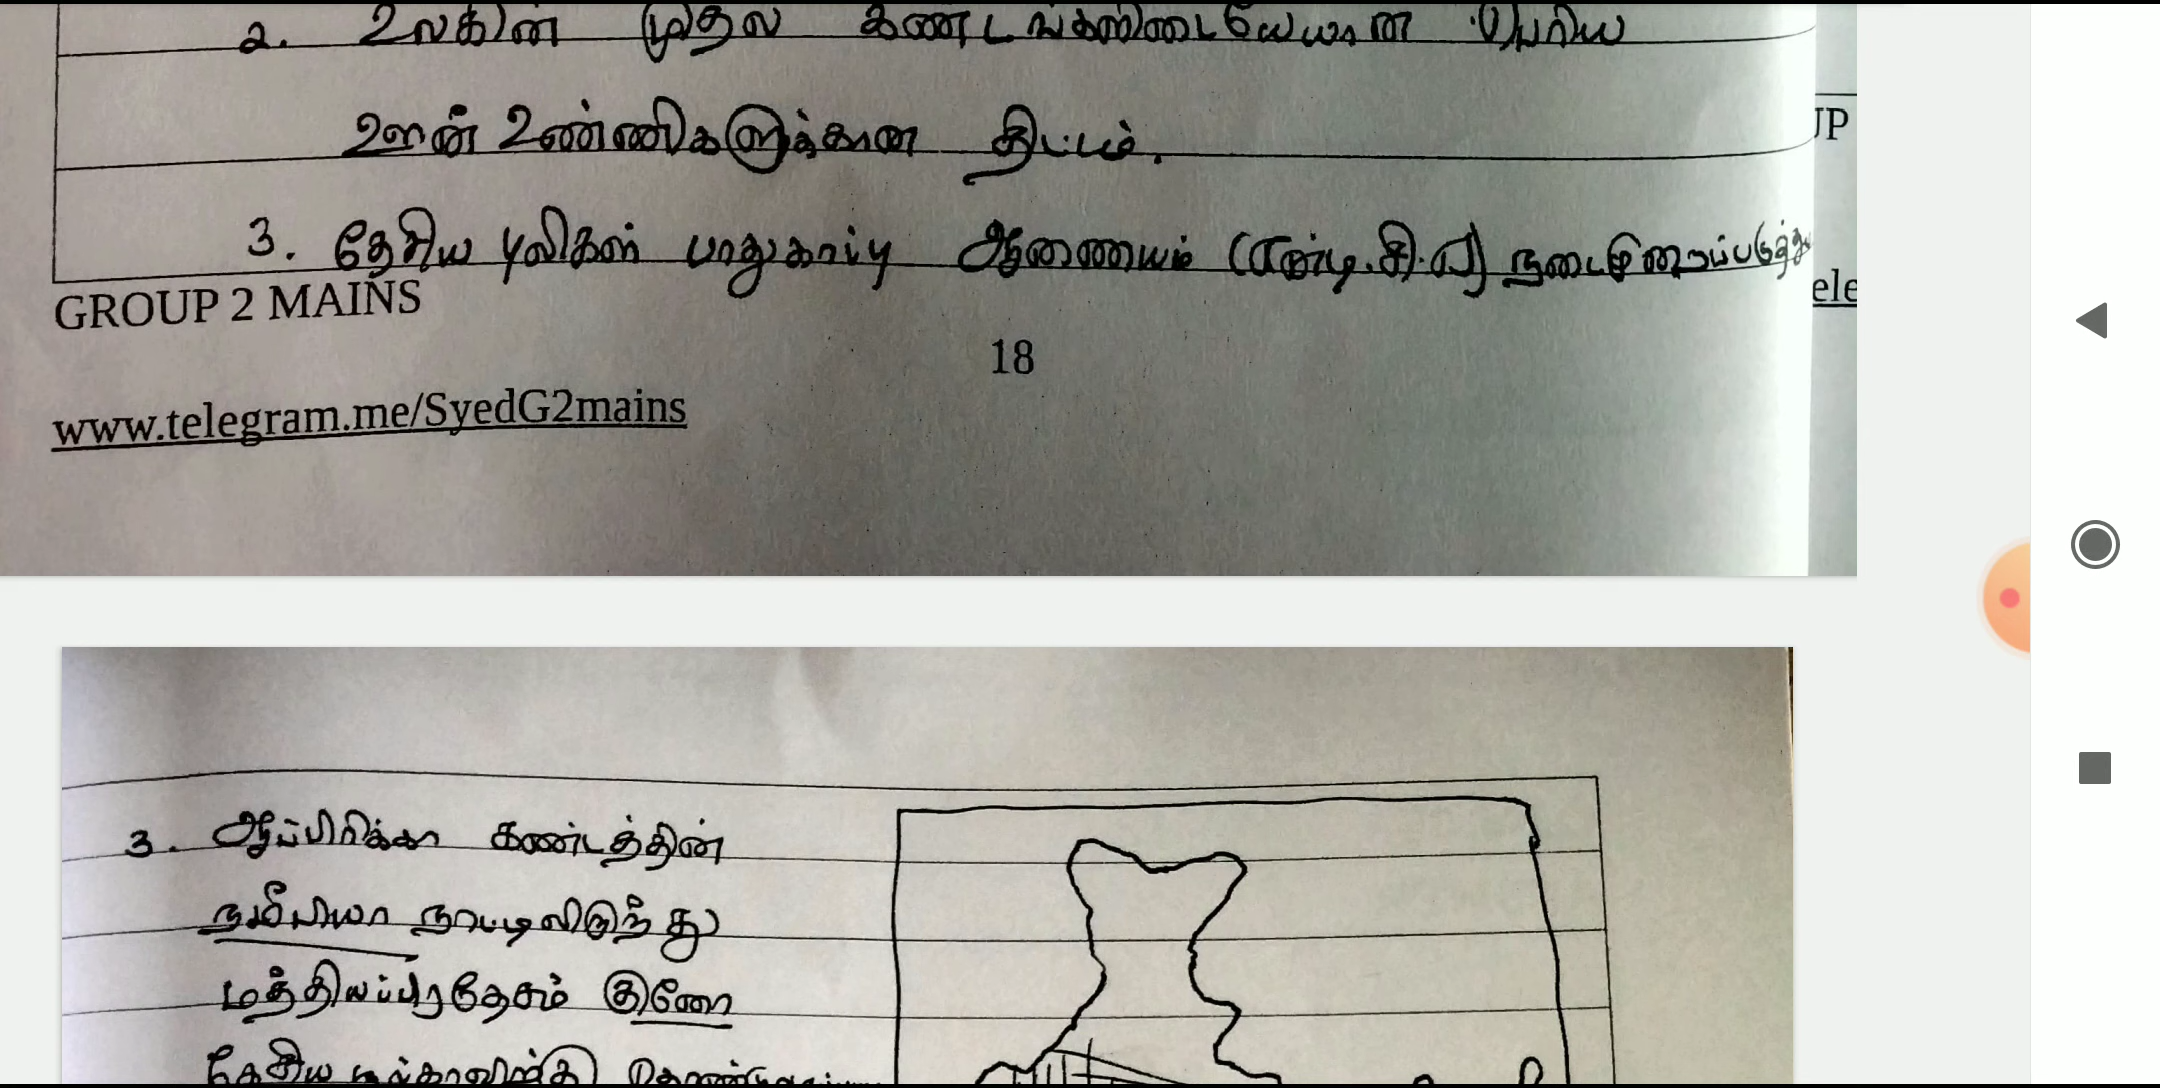 2. உலகின் முதல் கண்டங்களிடையேயான பெரிய
ஊன் உண்ணிகளுக்கான திட்டம்.
UP
3. தேசிய புலிகள் பாதுகாப்பு ஆணையம் (என்டி.சி.ஏ) நடைமுறைப்படுத்து
GROUP 2 MAINS
ele
18
www.telegram.me/SyedG2mains
3. ஆப்பிரிக்கா கண்டத்தின்
நமீபியா நாட்டிலிருந்து
மத்தியப்பிரதேசம் குனோ
தேசிய பூங்காவிற்கு